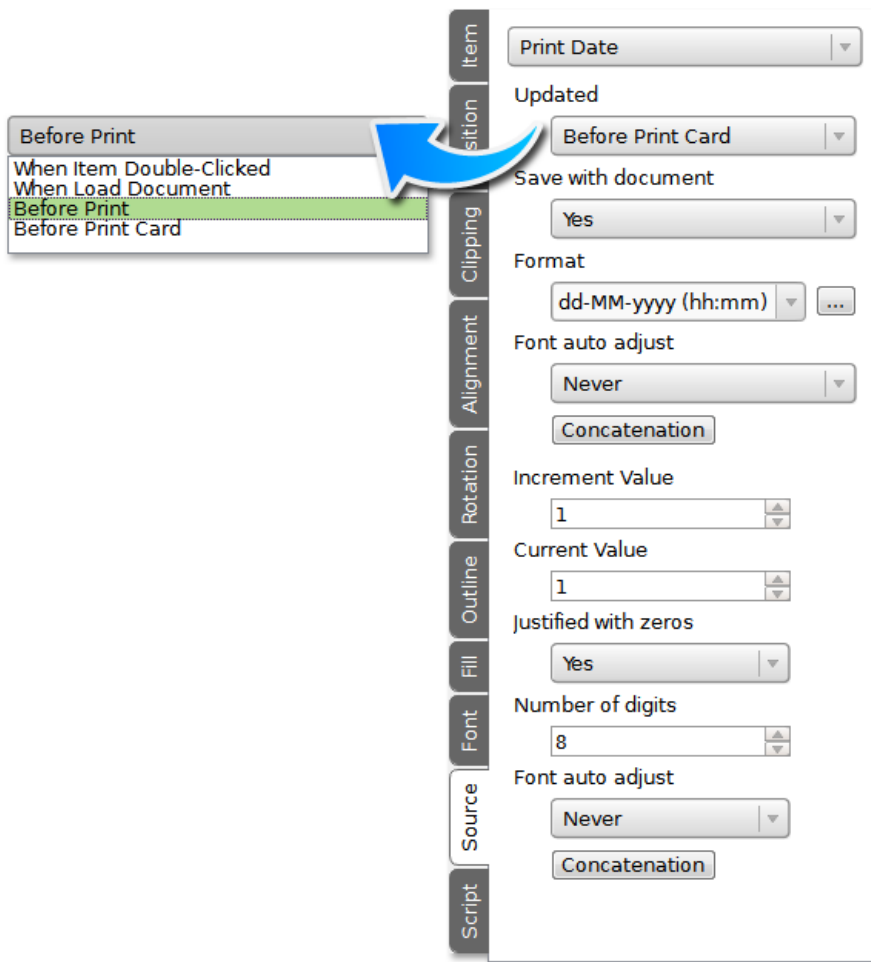 Before Print
When Item Double-Clicked
When Load Document
Before Print
Before Print Card
Item
sition
Clipping
Alignment
Rotation
Outline
Fill
Font
Source
Script
Print Date
Updated
Before Print Card
Save with document
Yes
Format
dd-MM-yyyy (hh:mm)
...
Font auto adjust
Never
Concatenation
Increment Value
1
Current Value
1
Justified with zeros
Yes
Number of digits
8
Font auto adjust
Never
Concatenation